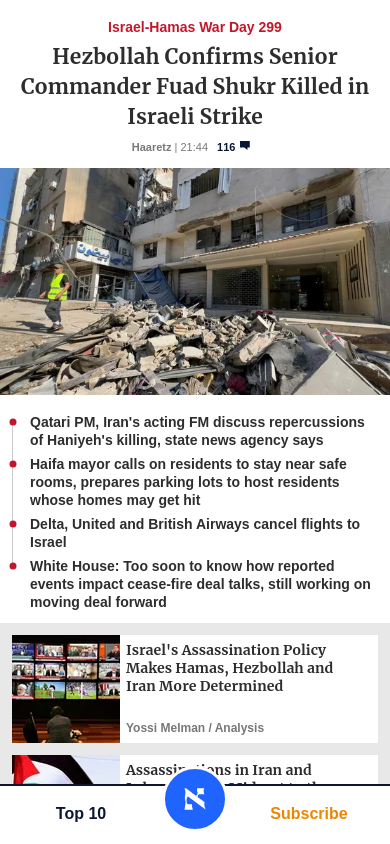 Israel-Hamas War Day 299
Hezbollah Confirms Senior
Commander Fuad Shukr Killed in
Israeli Strike
Haaretz | 21:44 116
Qatari PM, Iran's acting FM discuss repercussions
of Haniyeh's killing, state news agency says
Haifa mayor calls on residents to stay near safe
rooms, prepares parking lots to host residents
whose homes may get hit
Delta, United and British Airways cancel flights to
Israel
White House: Too soon to know how reported
events impact cease-fire deal talks, still working on
moving deal forward
Israel's Assassination Policy
Makes Hamas, Hezbollah and
Iran More Determined
Yossi Melman / Analysis
in Iran and
Top 10
Subscribe